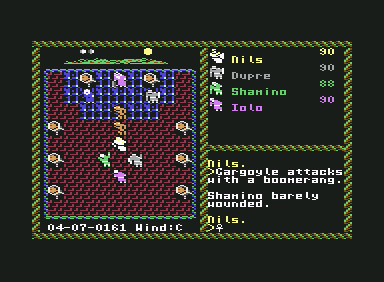 90
Nils
90
Dupre
88
Shamino
90
Iolo
Nils.
>Gargoyle attacks
with a boomerang.
Shamino barely
wounded.
Nils.
>
04-07-0161 Wind:C